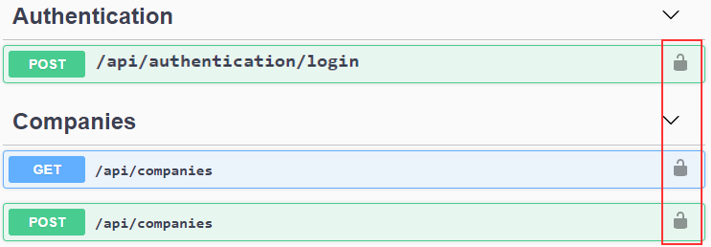 Authentication
POST /api/authentication/login
Companies
GET /api/companies
POST /api/companies